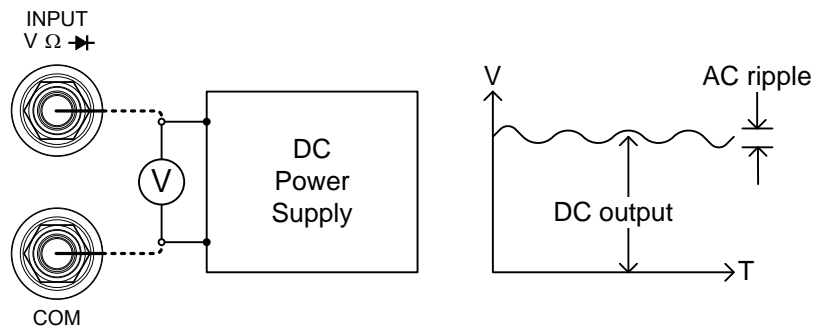 INPUT
V Ω
COM
V
DC
Power
Supply
V
AC ripple
DC output
T